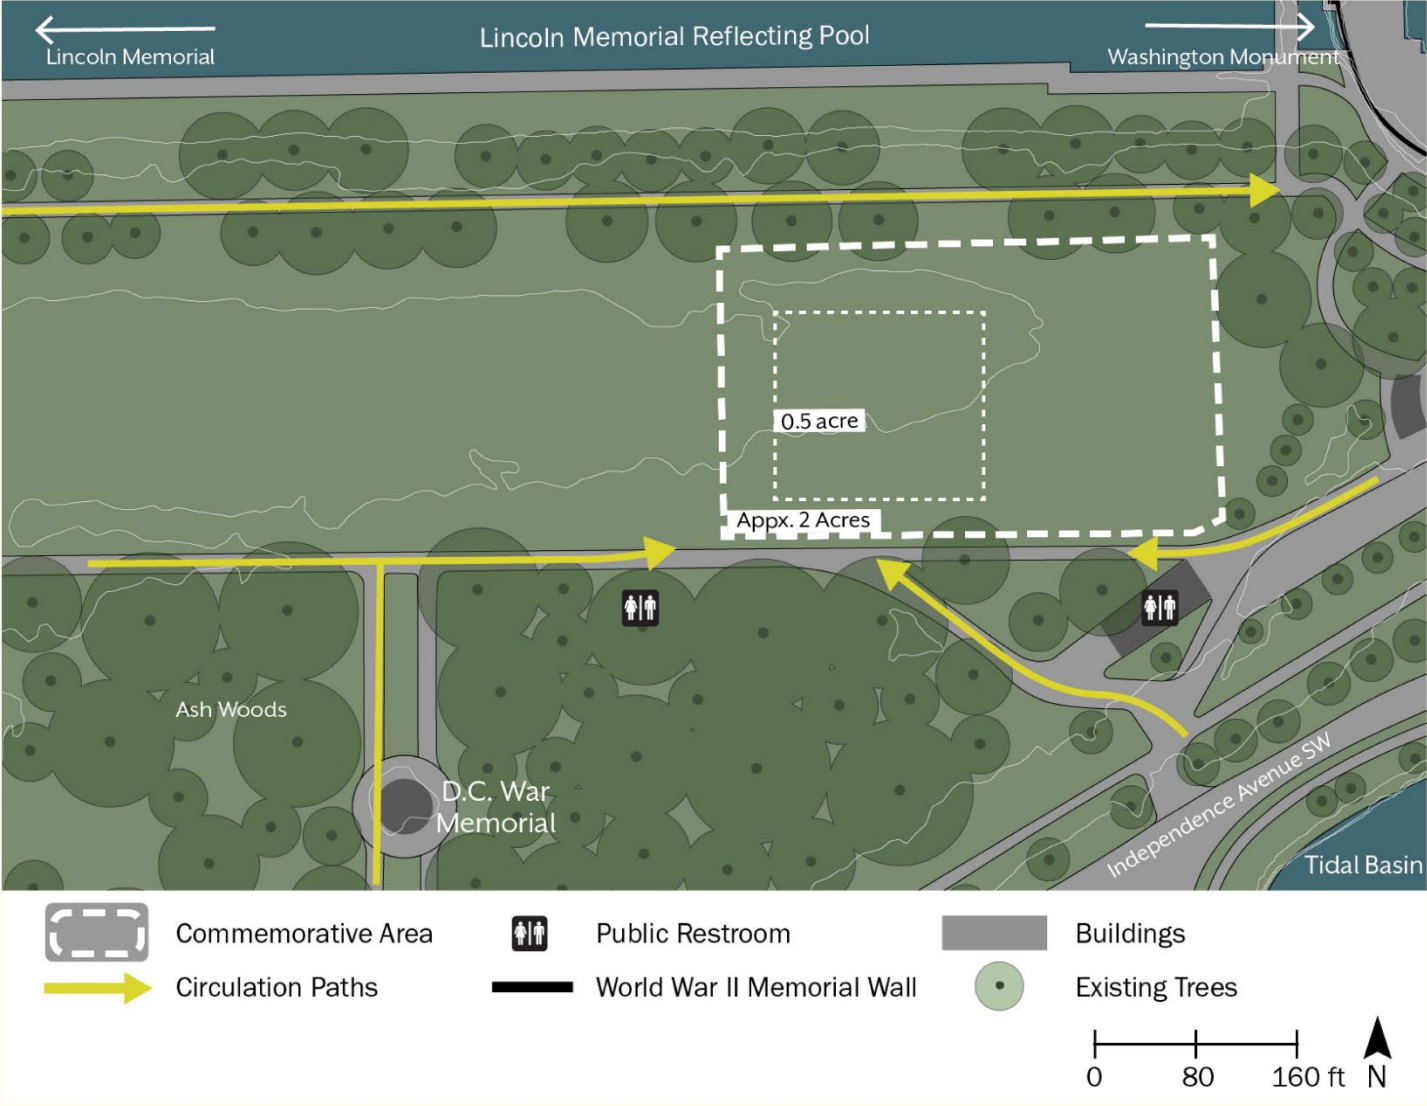 Lincoln Memorial
Lincoln Memorial Reflecting Pool
Washington Monument
0.5 acre
Appx. 2 Acres
Ash Woods
D.C. War
Memorial
Independence Avenue SW
Tidal Basin
Commemorative Area
Public Restroom
Buildings
Circulation Paths
World War II Memorial Wall
Existing Trees
0
80
160 ft
N